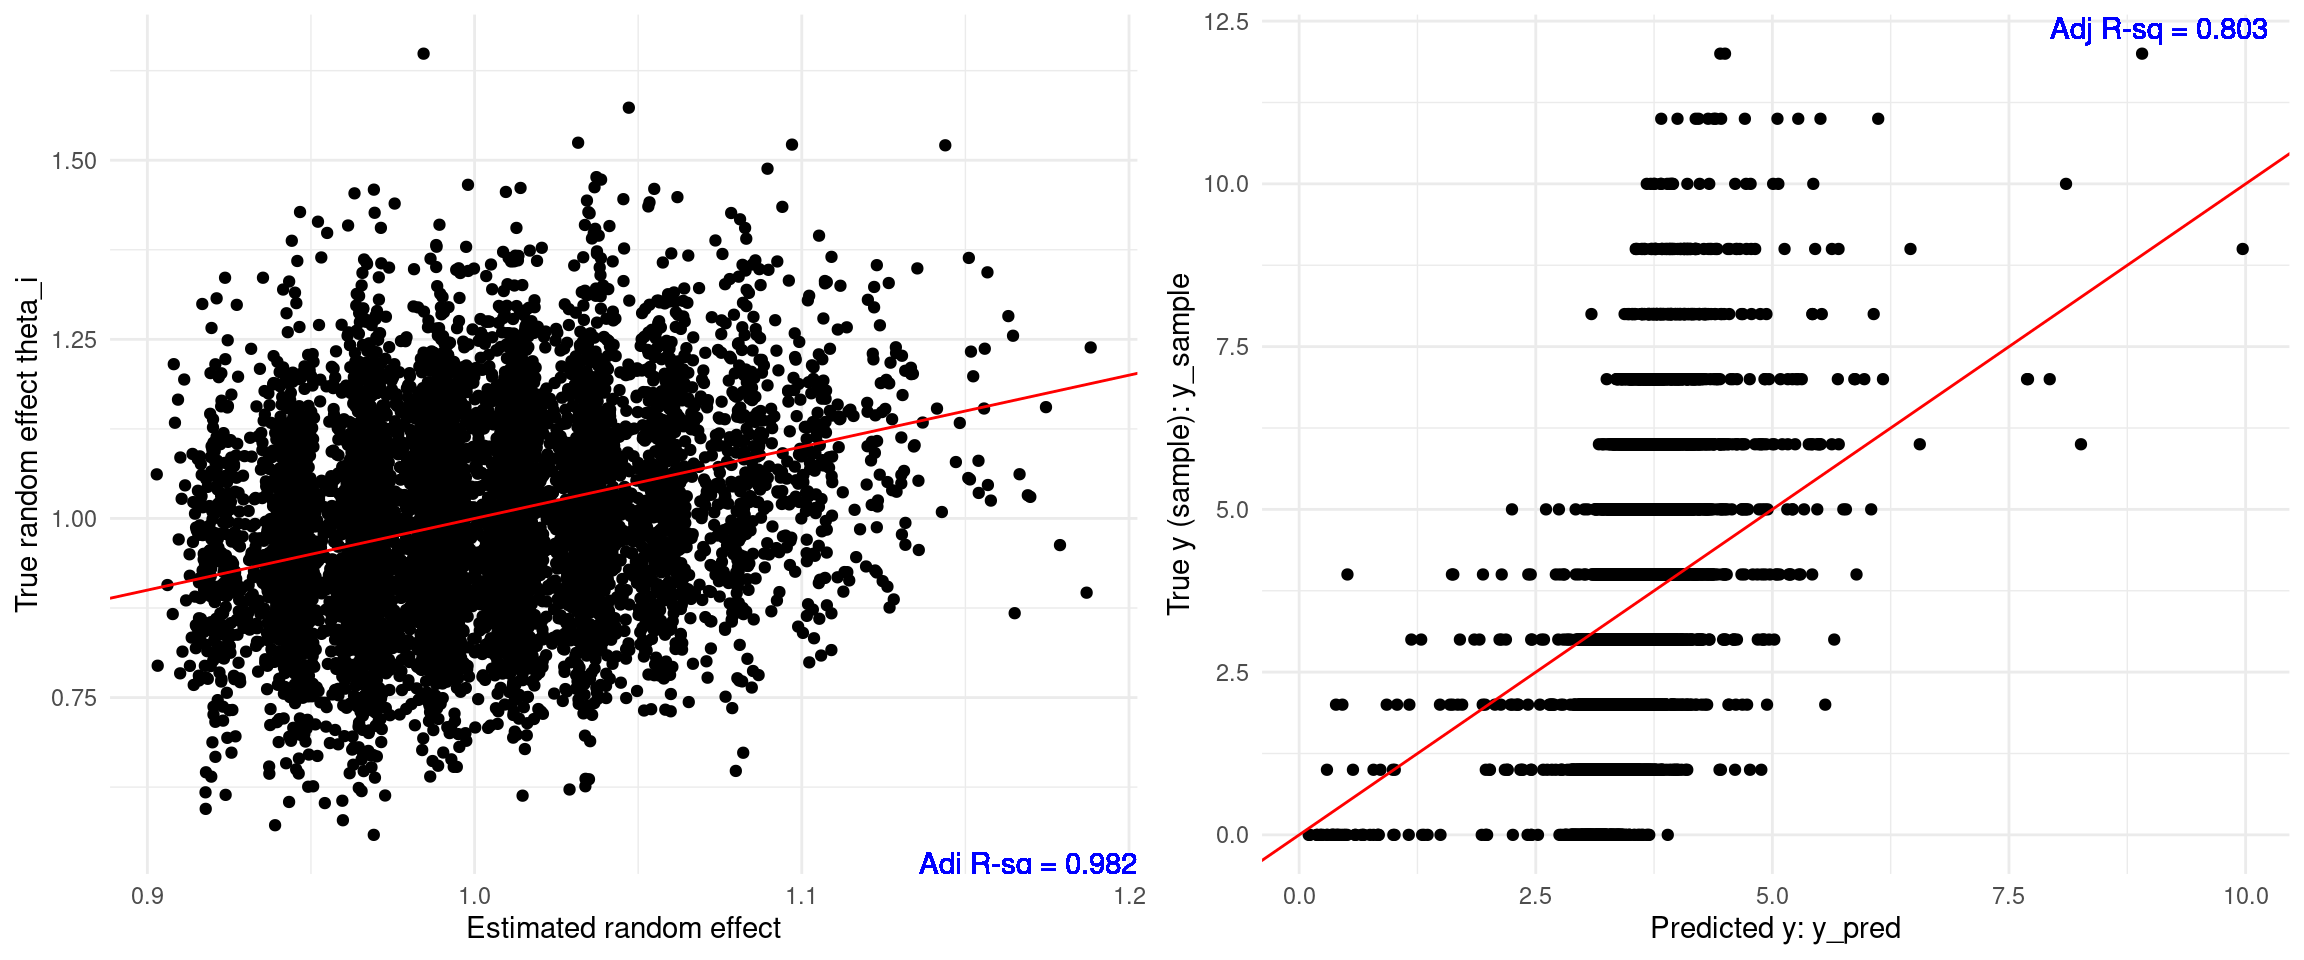 True random effect theta_i
1.50
1.25
1.00
0.75
Adj R-sq = 0.982
0.9 1.0 1.1 1.2
Estimated random effect
True y (sample): y_sample
12.5
10.0
7.5
5.0
2.5
0.0
Adj R-sq = 0.803
0.0 2.5 5.0 7.5 10.0
Predicted y: y_pred